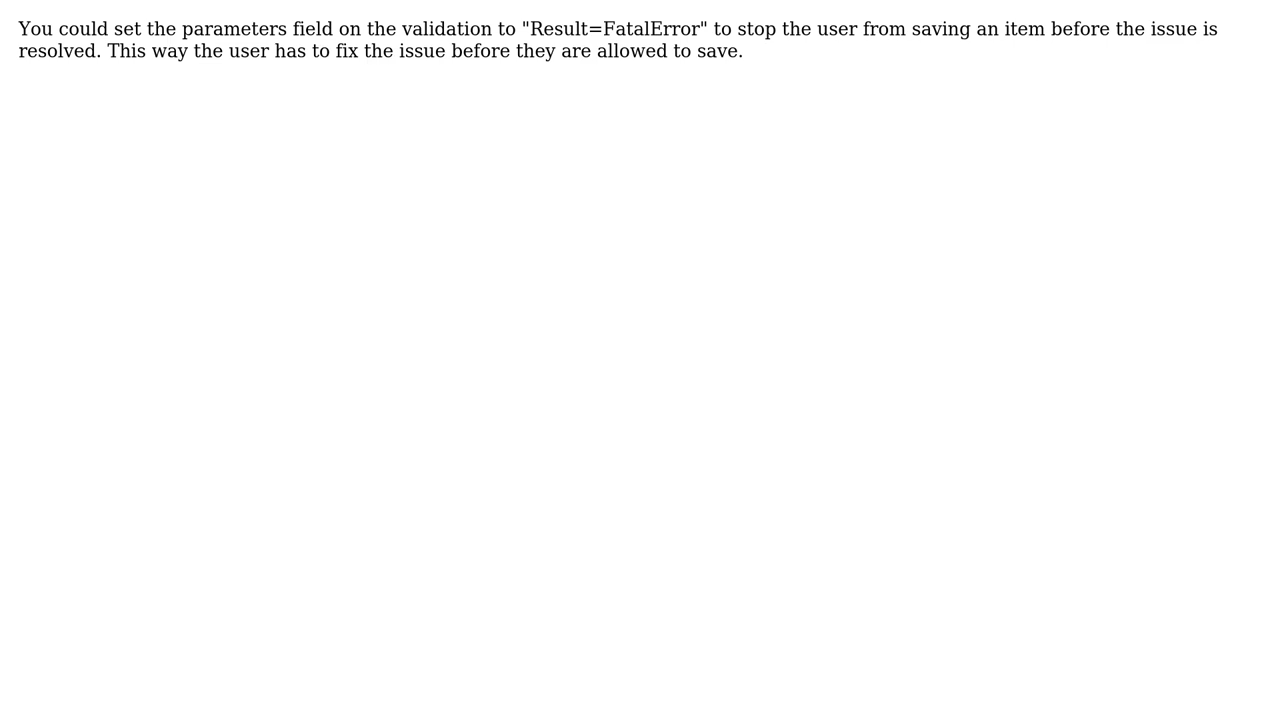 You could set the parameters field on the validation to "Result=FatalError" to stop the user from saving an item before the issue is
resolved. This way the user has to fix the issue before they are allowed to save.